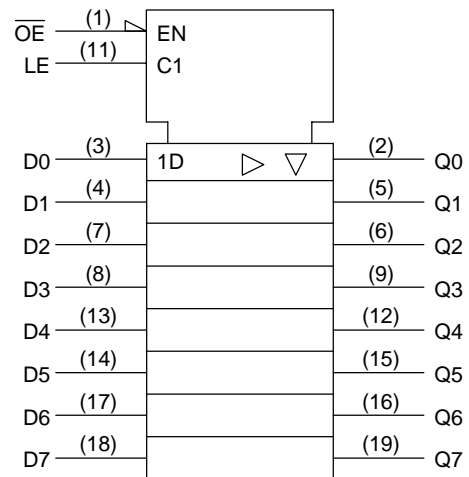 O̅E̅ (1) EN
LE (11) C1
D0 (3) 1D (2) Q0
D1 (4) (5) Q1
D2 (7) (6) Q2
D3 (8) (9) Q3
D4 (13) (12) Q4
D5 (14) (15) Q5
D6 (17) (16) Q6
D7 (18) (19) Q7